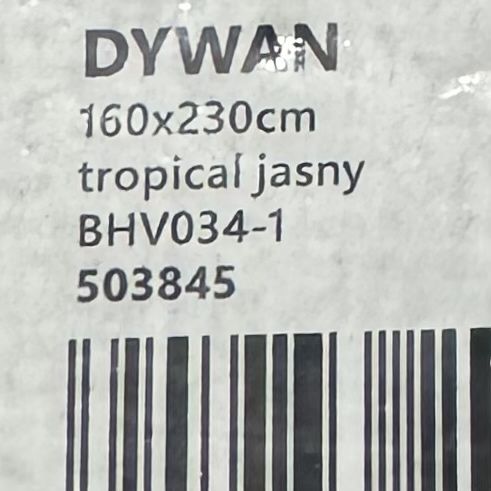 DYWAN
160x230cm
tropical jasny
BHV034-1
503845